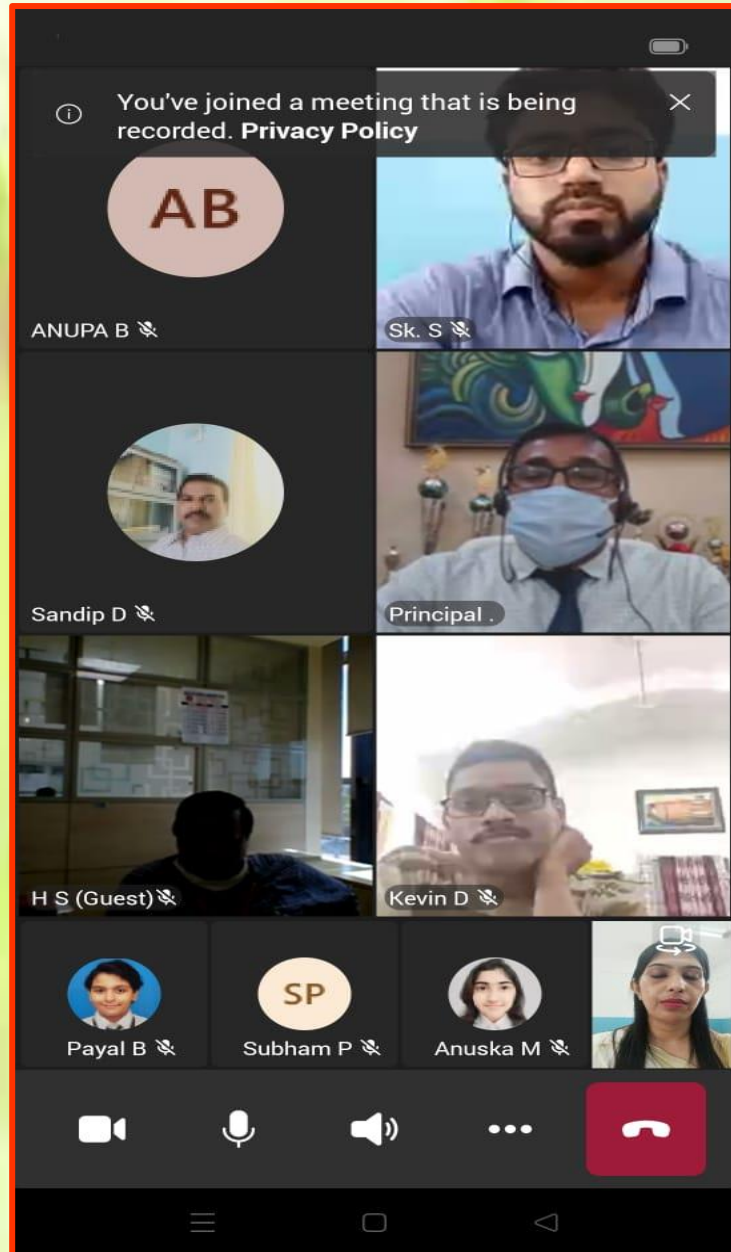 You've joined a meeting that is being
recorded. Privacy Policy
AB
ANUPA B
Sk. S
Sandip D
Principal .
H S (Guest)
Kevin D
SP
Payal B
Subham P
Anuska M